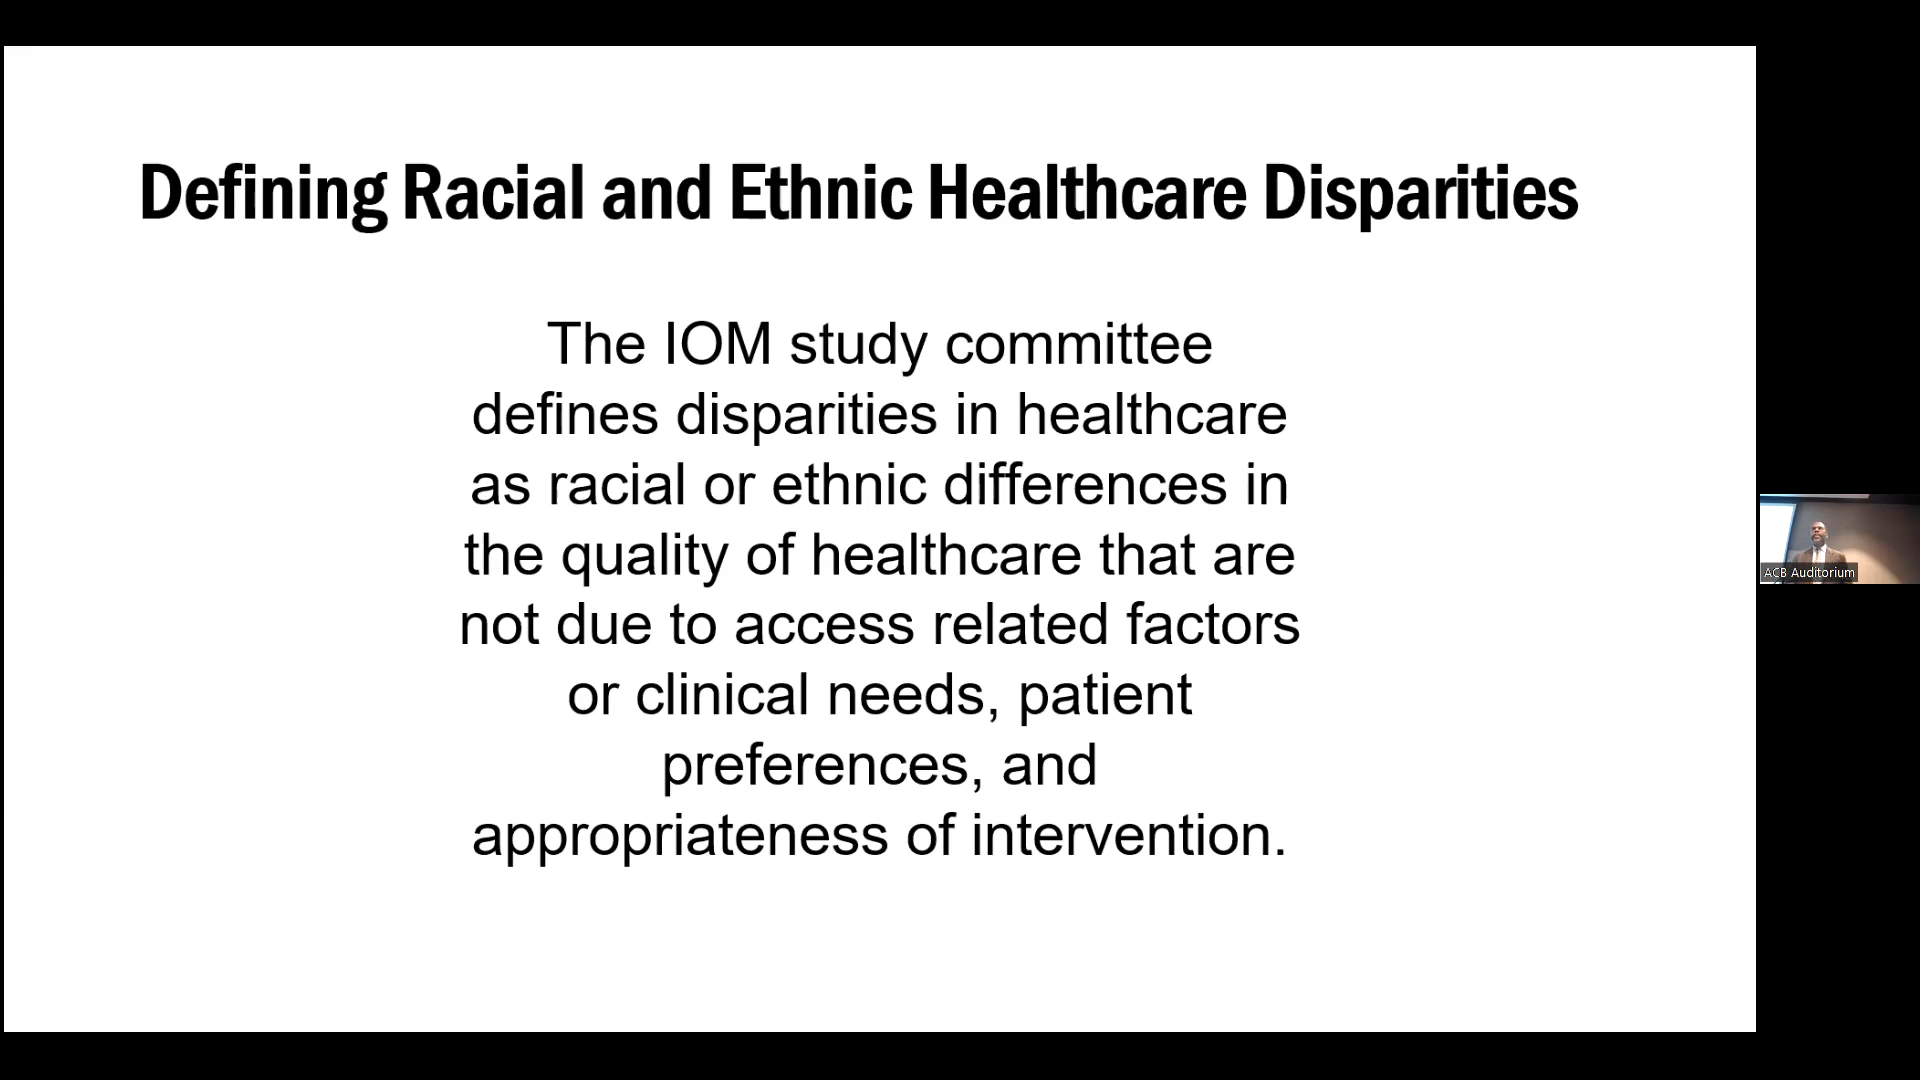 Defining Racial and Ethnic Healthcare Disparities
The IOM study committee
defines disparities in healthcare
as racial or ethnic differences in
the quality of healthcare that are
not due to access related factors
or clinical needs, patient
preferences, and
appropriateness of intervention.
ACB Auditorium